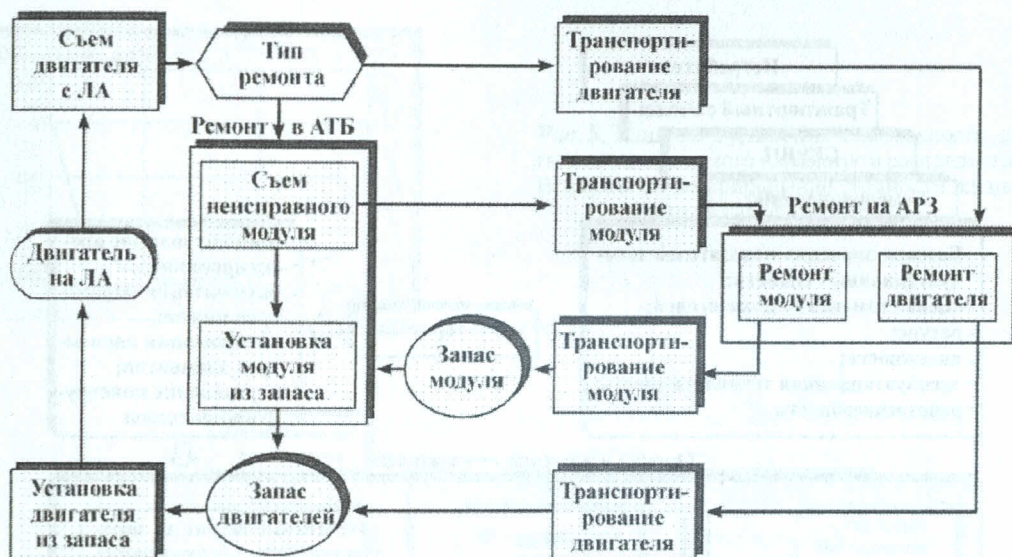 Съем
двигателя
с ЛА
Тип
ремонта
Транспорти-
рование
двигателя
Ремонт в АТБ
Съем
неисправного
модуля
Транспорти-
рование
модуля
Ремонт на АРЗ
Двигатель
на ЛА
Ремонт
модуля
Ремонт
двигателя
Установка
модуля
из запаса
Запас
модуля
Транспорти-
рование
модуля
Установка
двигателя
из запаса
Запас
двигателей
Транспорти-
рование
двигателя